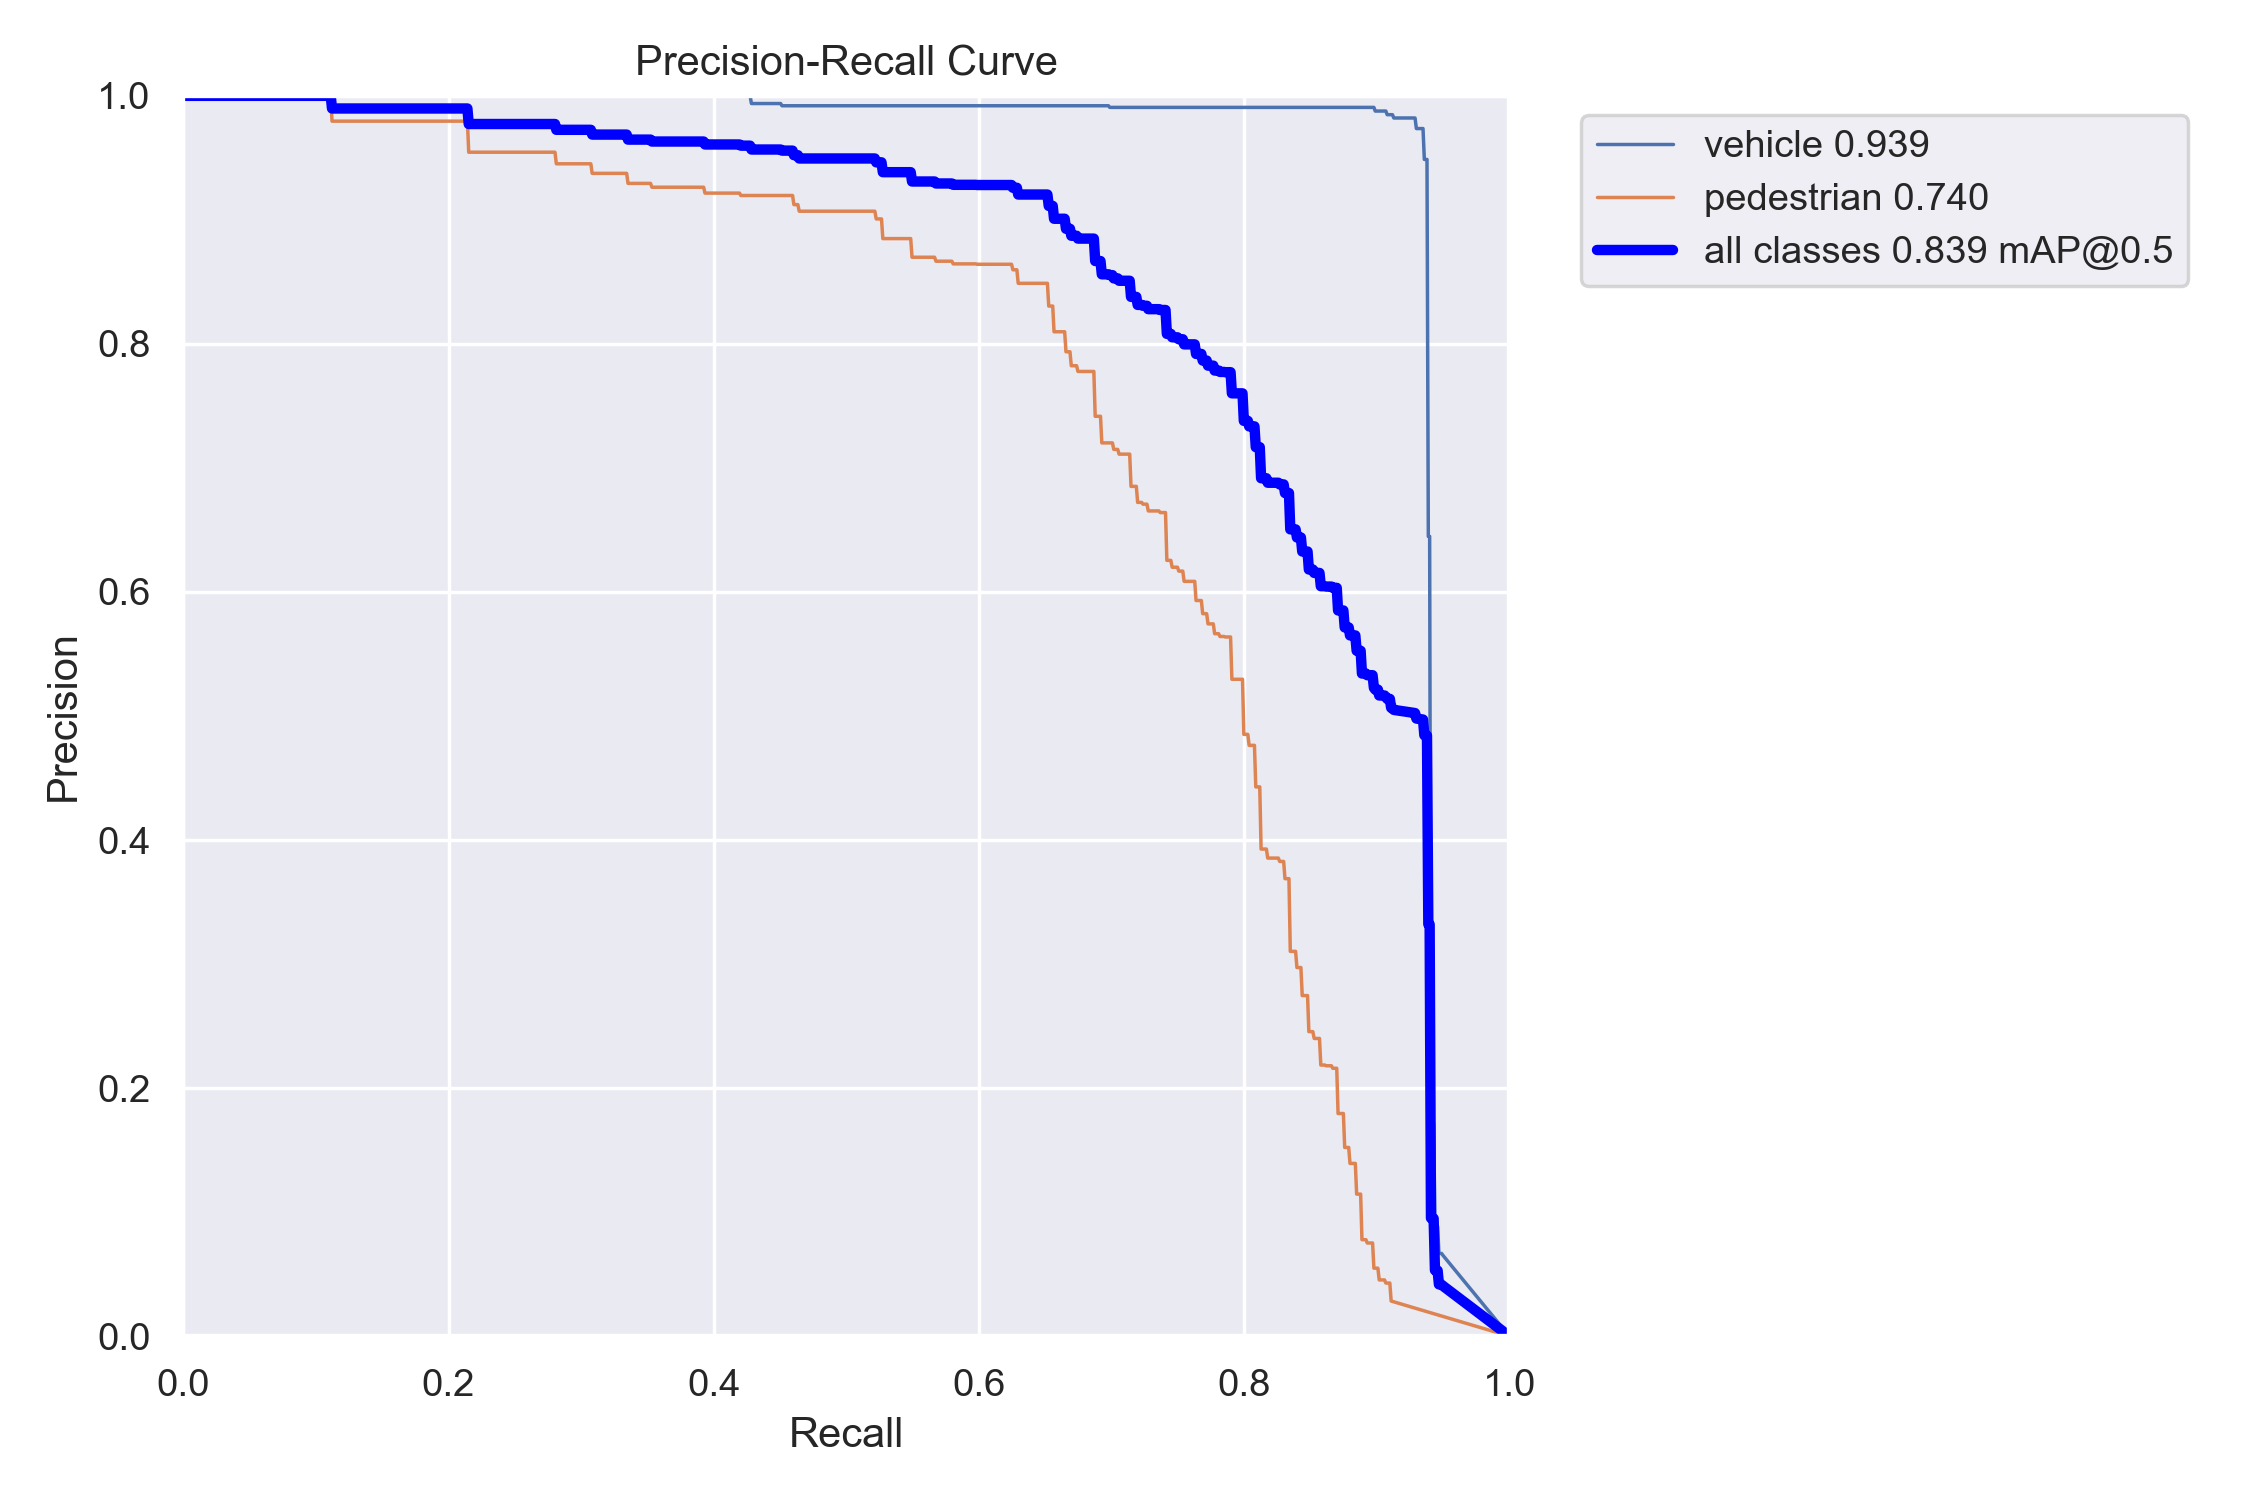 Precision-Recall Curve
1.0
0.8
0.6
0.4
0.2
0.0
Precision
0.0 0.2 0.4 0.6 0.8 1.0
Recall
vehicle 0.939
pedestrian 0.740
all classes 0.839 mAP@0.5